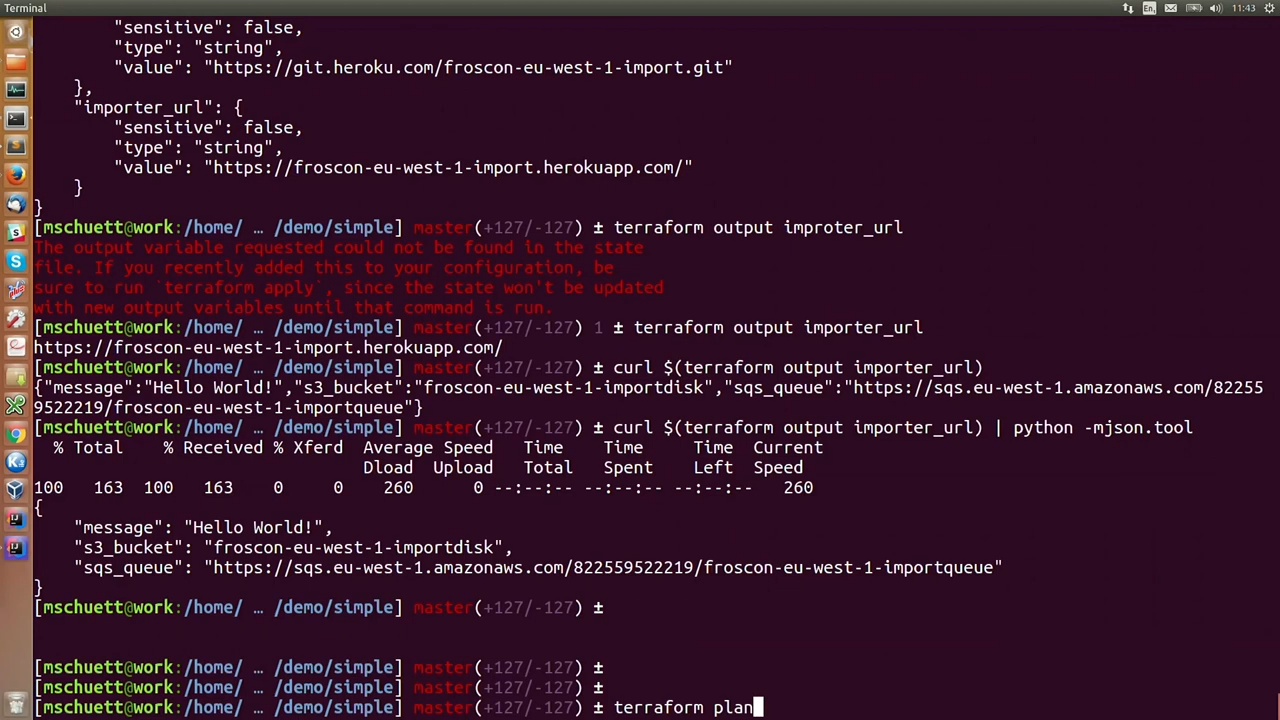 Terminal
En
11:43
"sensitive": false,
"type": "string",
"value": "https://git.heroku.com/froscon-eu-west-1-import.git"
},
"importer_url": {
"sensitive": false,
"type": "string",
"value": "https://froscon-eu-west-1-import.herokuapp.com/"
}
}
[mschuett@work:/home/ … /demo/simple] master(+127/-127) ± terraform output improter_url
The output variable requested could not be found in the state
file. If you recently added this to your configuration, be
sure to run `terraform apply`, since the state won't be updated
with new output variables until that command is run.
[mschuett@work:/home/ … /demo/simple] master(+127/-127) 1 ± terraform output importer_url
https://froscon-eu-west-1-import.herokuapp.com/
[mschuett@work:/home/ … /demo/simple] master(+127/-127) ± curl $(terraform output importer_url)
{"message":"Hello World!","s3_bucket":"froscon-eu-west-1-importdisk","sqs_queue":"https://sqs.eu-west-1.amazonaws.com/82255
9522219/froscon-eu-west-1-importqueue"}
[mschuett@work:/home/ … /demo/simple] master(+127/-127) ± curl $(terraform output importer_url) | python -mjson.tool
% Total % Received % Xferd Average Speed Time Time Time Current
Dload Upload Total Spent Left Speed
100 163 100 163 0 0 260 0 --:--:-- --:--:-- --:--:-- 260
{
"message": "Hello World!",
"s3_bucket": "froscon-eu-west-1-importdisk",
"sqs_queue": "https://sqs.eu-west-1.amazonaws.com/822559522219/froscon-eu-west-1-importqueue"
}
[mschuett@work:/home/ … /demo/simple] master(+127/-127) ±
[mschuett@work:/home/ … /demo/simple] master(+127/-127) ±
[mschuett@work:/home/ … /demo/simple] master(+127/-127) ±
[mschuett@work:/home/ … /demo/simple] master(+127/-127) ± terraform plan